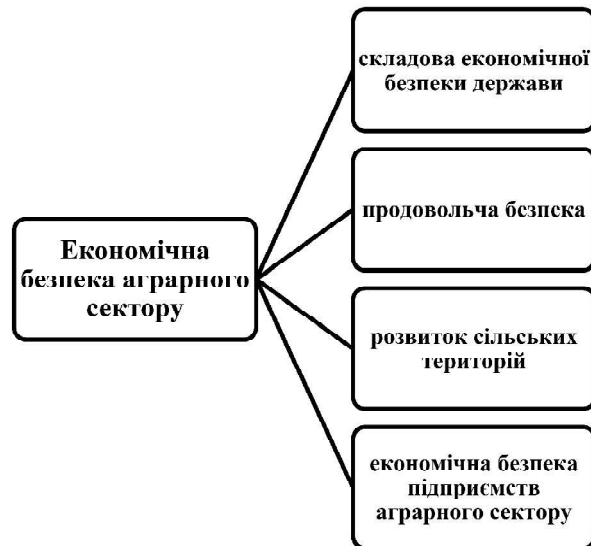 Економічна
безпека аграрного
сектору
складова економічної
безпеки держави
продовольча безпека
розвиток сільських
територій
економічна безпека
підприємств
аграрного сектору